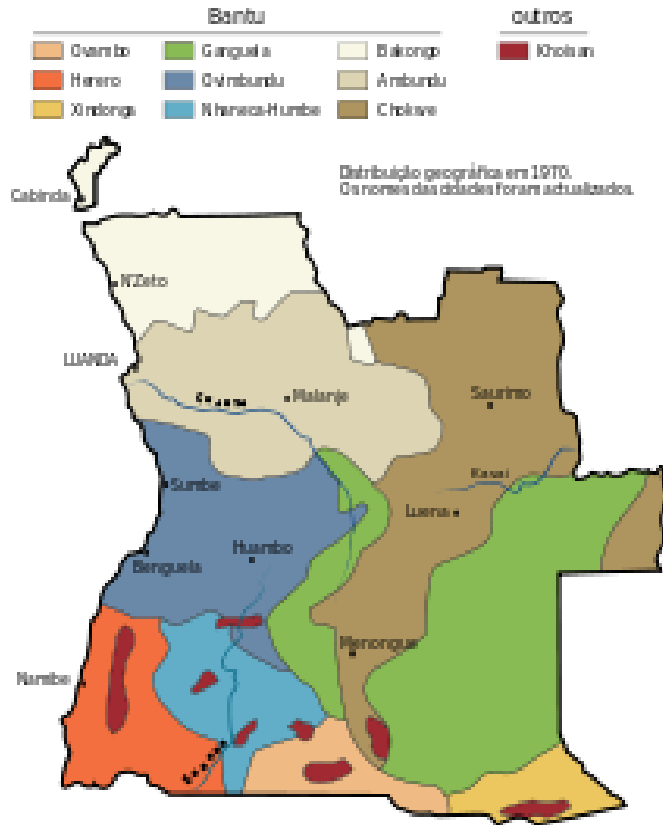 Bantu
outros
Ovambo
Ganguela
Bakongo
Khoisan
Herero
Ovimbundu
Ambundu
Xindonga
Nhaneca-Humbe
Chokwe
Distribuição geográfica em 1970.
Os nomes das cidades foram actualizados.
Cabinda
N'Zeto
LUANDA
Malanje
Saurimo
Kasai
Sumbe
Luena
Huambo
Benguela
Menongue
Namibe